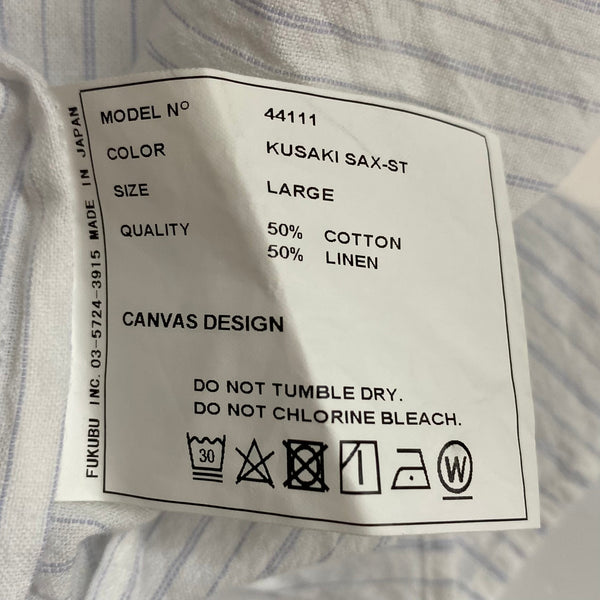 MODEL Nº 44111
COLOR KUSAKI SAX-ST
SIZE LARGE
QUALITY 50% COTTON
50% LINEN
CANVAS DESIGN
DO NOT TUMBLE DRY.
DO NOT CHLORINE BLEACH.
30
W
FUKUBU INC. 03-5724-3915 MADE IN JAPAN